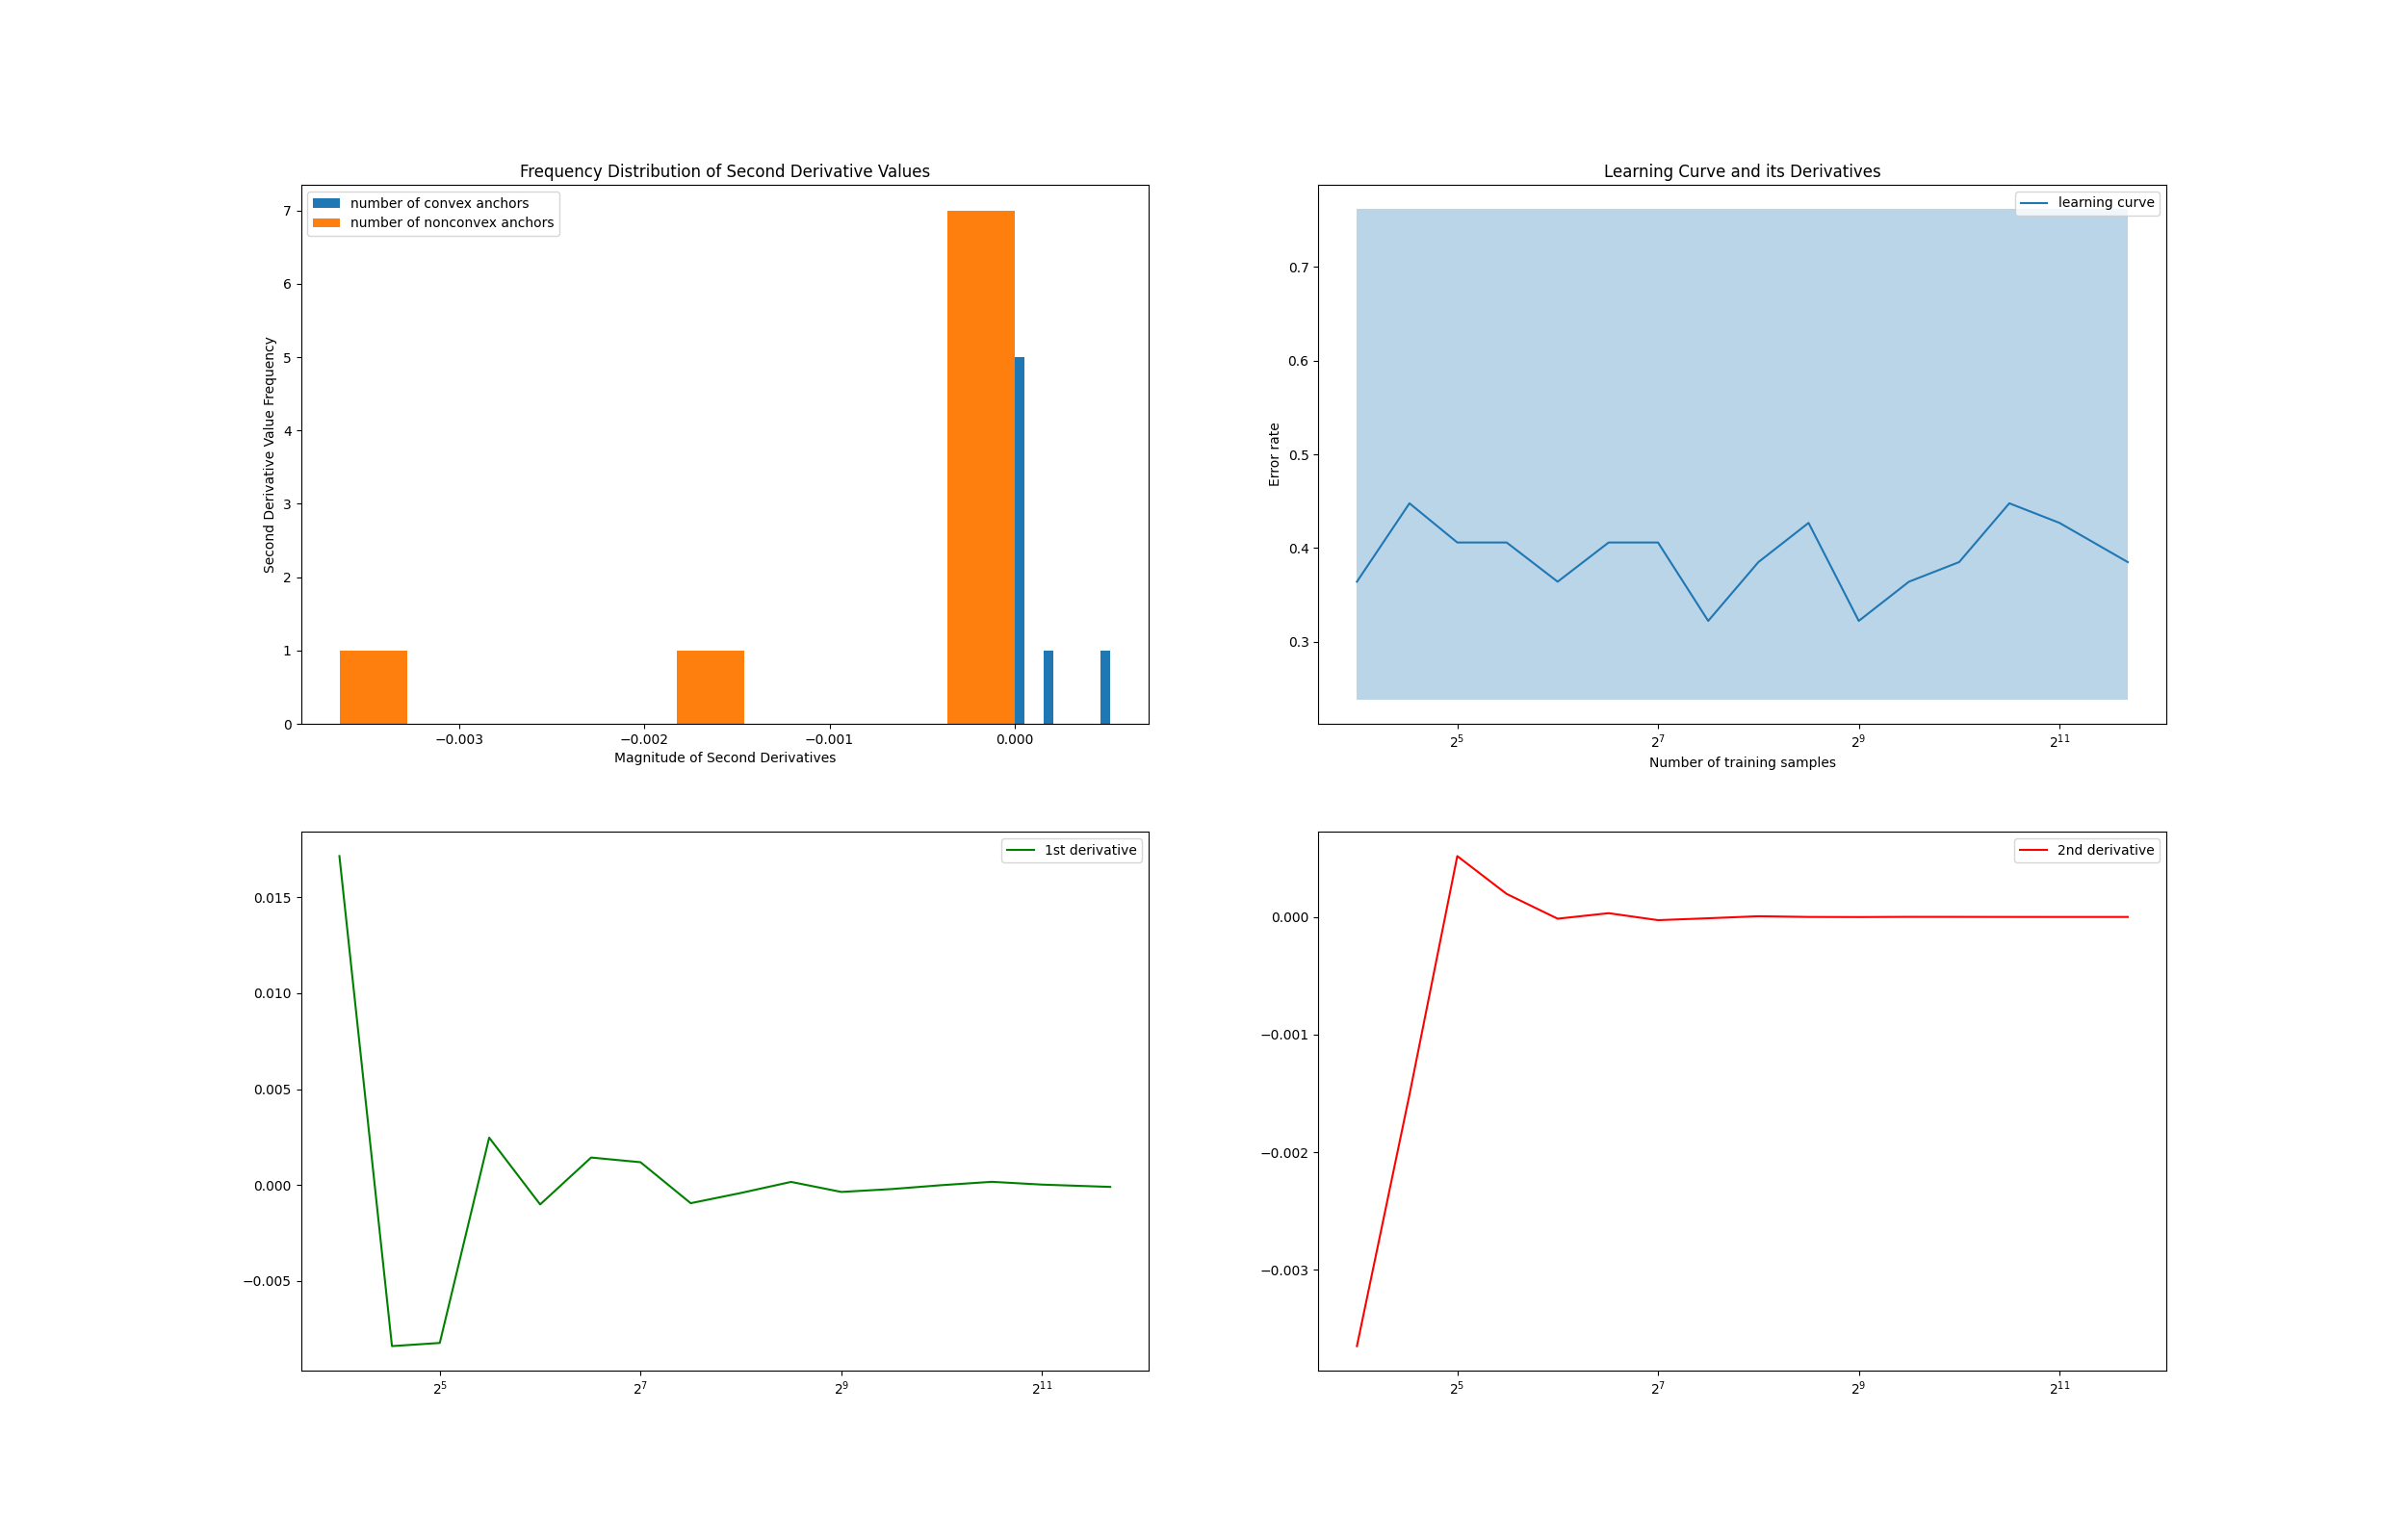 Frequency Distribution of Second Derivative Values
number of convex anchors
number of nonconvex anchors
Second Derivative Value Frequency
7
6
5
4
3
2
1
0
−0.003 −0.002 −0.001 0.000
Magnitude of Second Derivatives
Learning Curve and its Derivatives
learning curve
Error rate
0.7
0.6
0.5
0.4
0.3
2^5 2^7 2^9 2^11
Number of training samples
1st derivative
0.015
0.010
0.005
0.000
−0.005
2^5 2^7 2^9 2^11
2nd derivative
0.000
−0.001
−0.002
−0.003
2^5 2^7 2^9 2^11